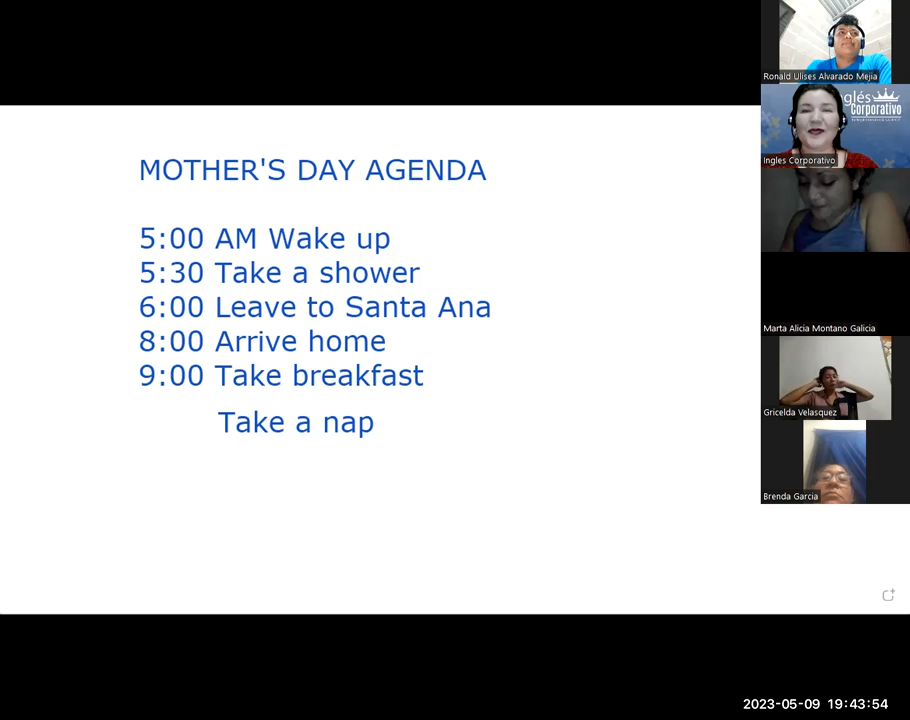 MOTHER'S DAY AGENDA
5:00 AM Wake up
5:30 Take a shower
6:00 Leave to Santa Ana
8:00 Arrive home
9:00 Take breakfast
Take a nap
Ronald Ulises Alvarado Mejia
glés
Corporativo
Ingles Corporativo
Marta Alicia Montano Galicia
Gricelda Velasquez
Brenda Garcia
2023-05-09 19:43:54